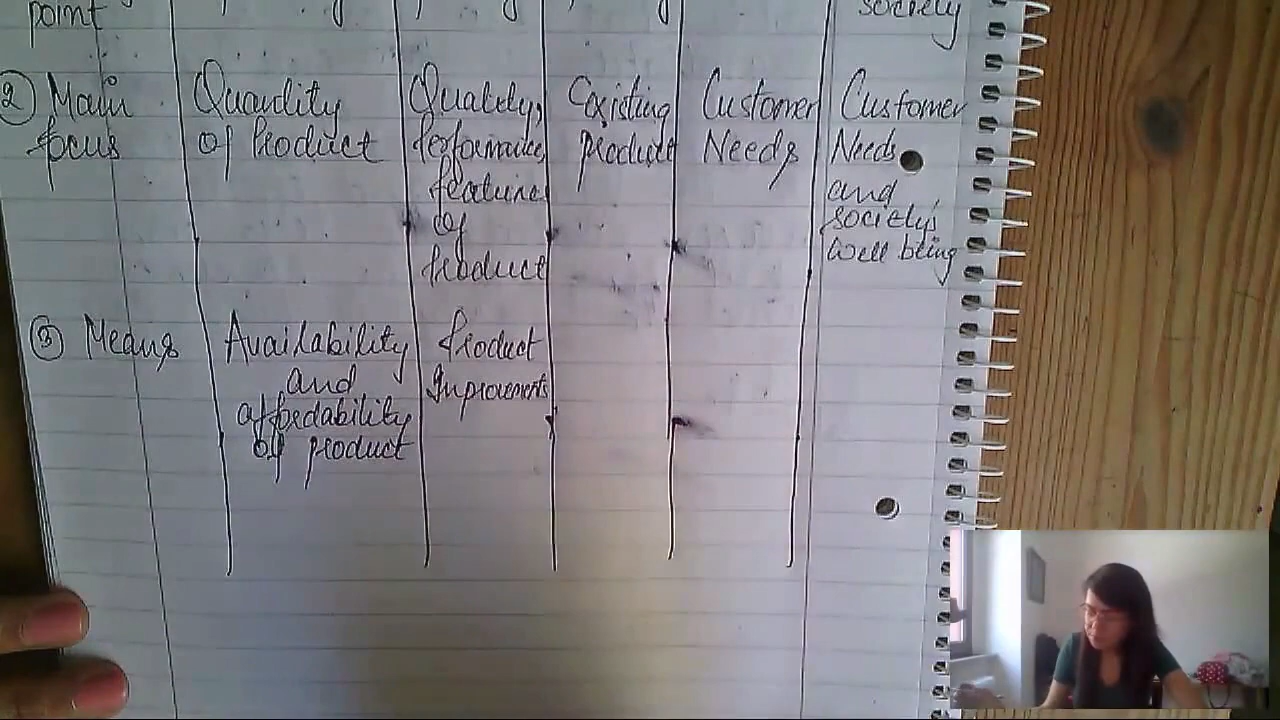 point
society
② Main focus
Quantity of Product
Quality, Performance, features of Product
Existing product
Customer Needs
Customer Needs and society's well being
③ Means
Availability and affordability of product
Product Improvements